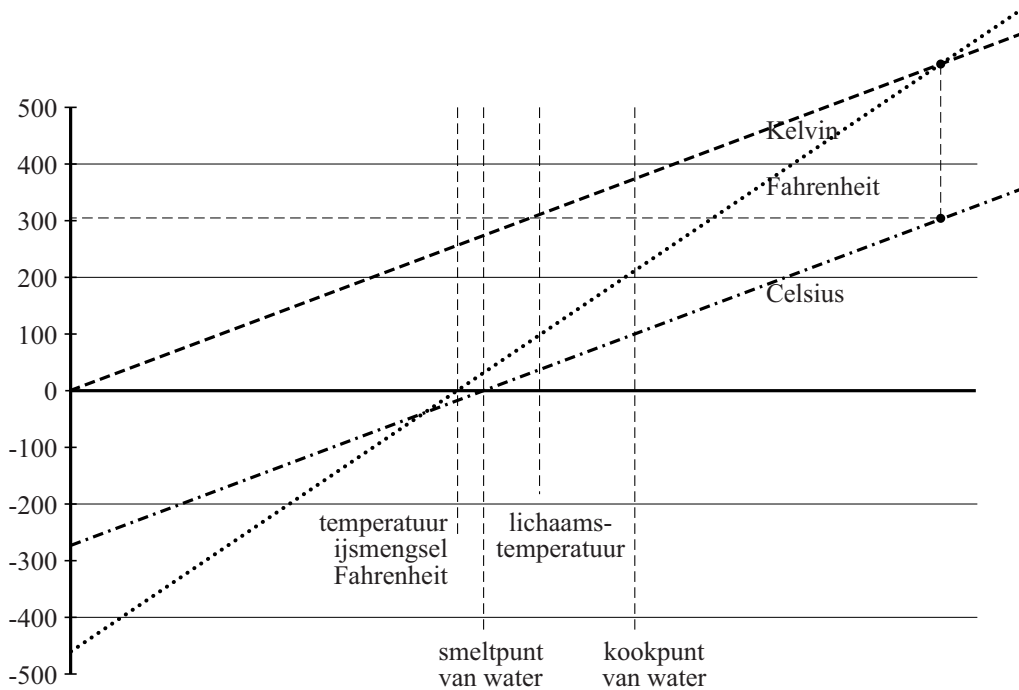 500
400
300
200
100
0
-100
-200
-300
-400
-500
Kelvin
Fahrenheit
Celsius
temperatuur
ijsmengsel
Fahrenheit
lichaams-
temperatuur
smeltpunt
van water
kookpunt
van water